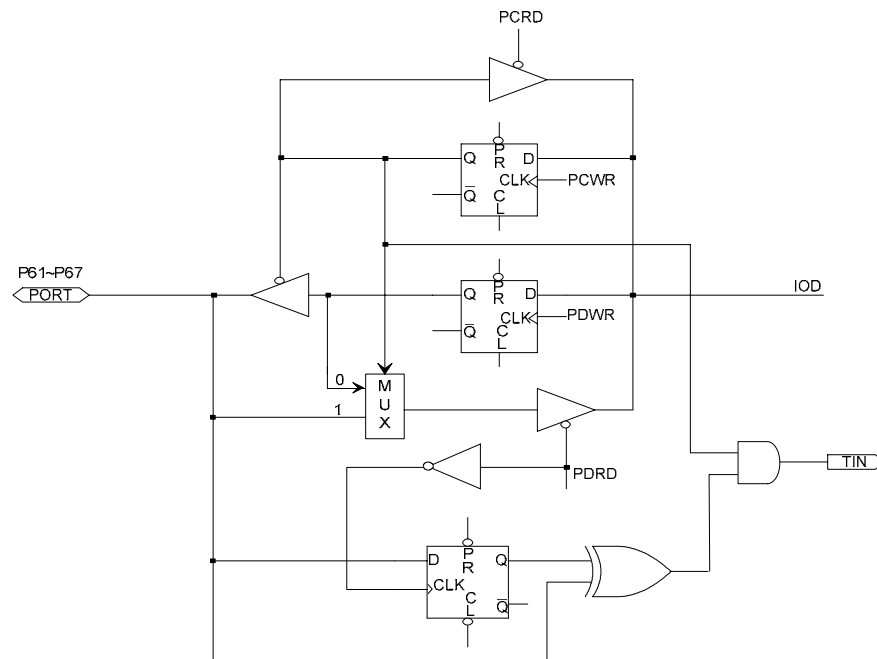 PCRD
P
Q R D
CLK PCWR
Q̅ C
L
P61~P67
PORT
P
Q R D
IOD
CLK PDWR
Q̅ C
L
0
M
U
1
X
PDRD
TIN
P
D R Q
CLK
C
Q̅
L